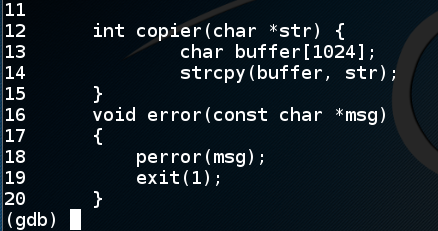 11
12      int copier(char *str) {
13              char buffer[1024];
14              strcpy(buffer, str);
15      }
16      void error(const char *msg)
17      {
18          perror(msg);
19          exit(1);
20      }
(gdb)